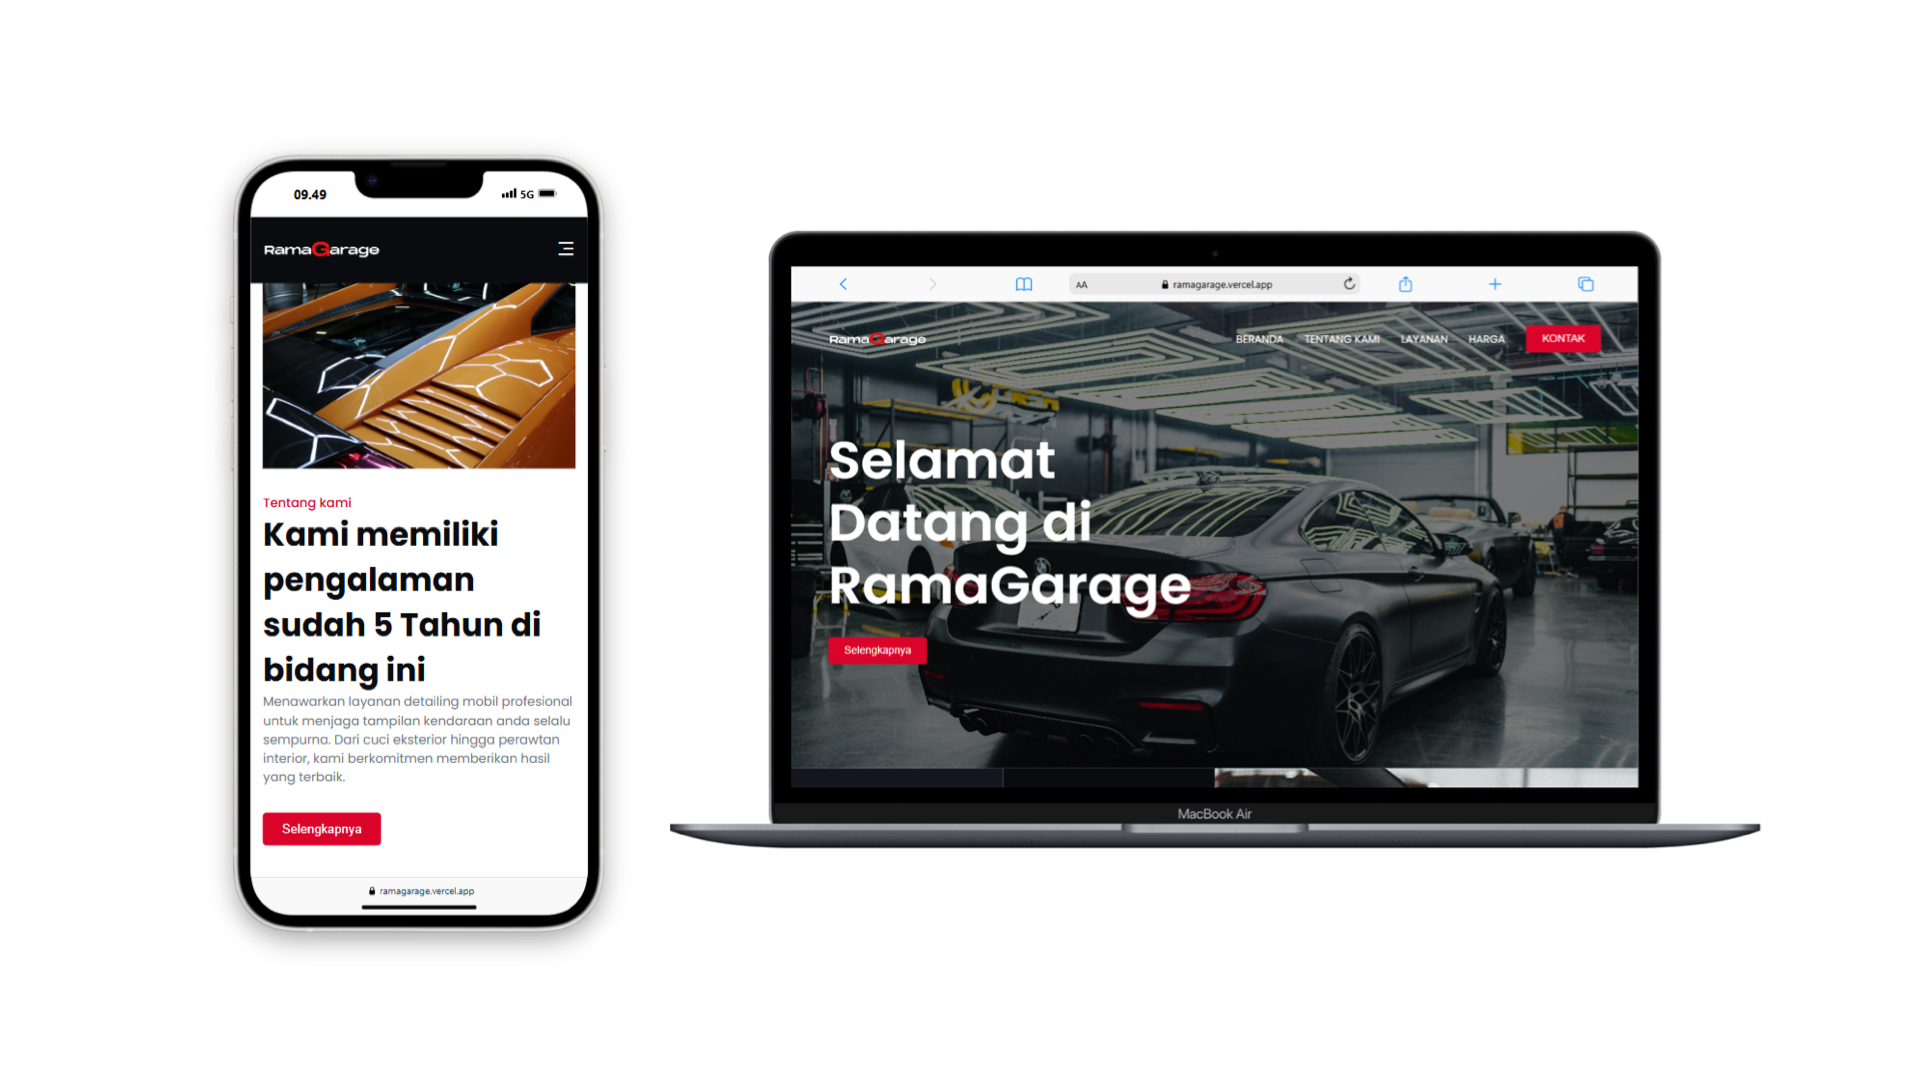 09.49
5G
RamaGarage
Tentang kami
Kami memiliki
pengalaman
sudah 5 Tahun di
bidang ini
Menawarkan layanan detailing mobil profesional
untuk menjaga tampilan kendaraan anda selalu
sempurna. Dari cuci eksterior hingga perawtan
interior, kami berkomitmen memberikan hasil
yang terbaik.
Selengkapnya
ramagarage.vercel.app
AA
ramagarage.vercel.app
RamaGarage
BERANDA
TENTANG KAMI
LAYANAN
HARGA
KONTAK
Selamat
Datang di
RamaGarage
Selengkapnya
MacBook Air